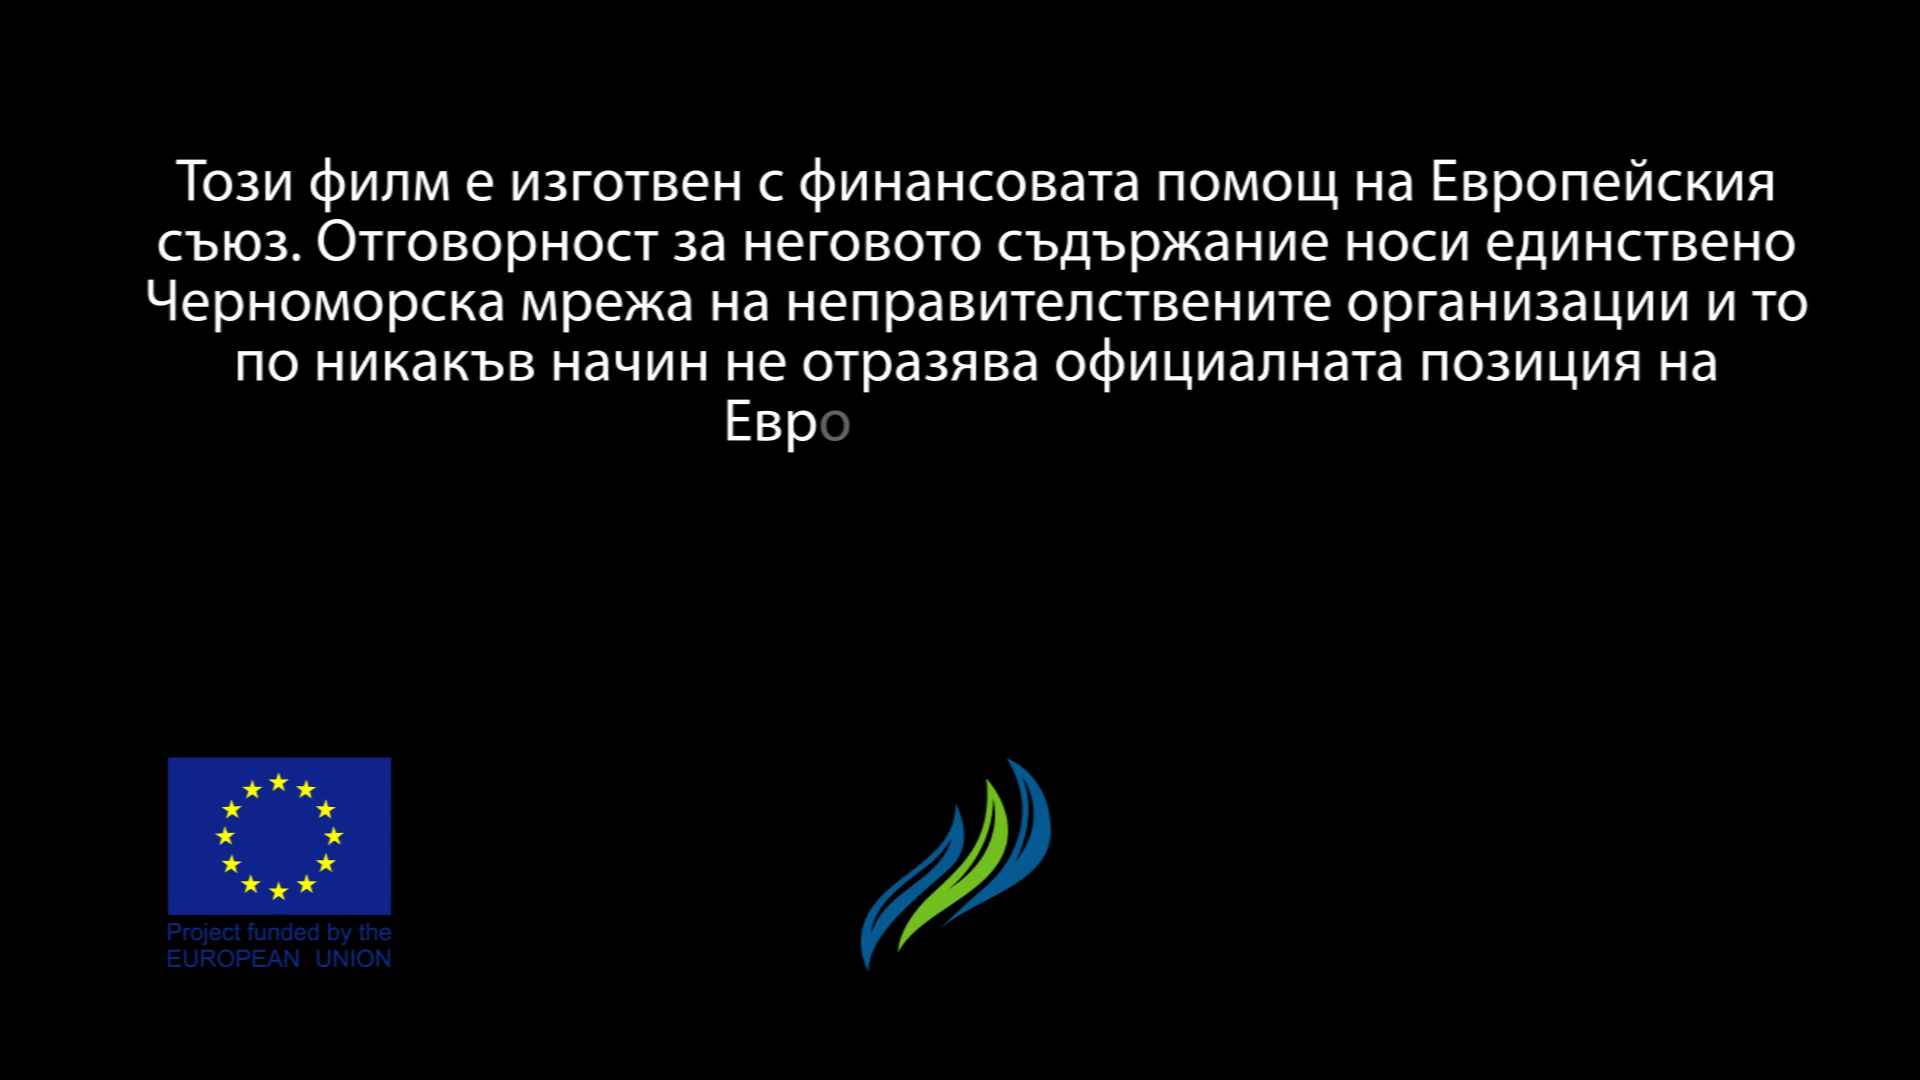 Този филм е изготвен с финансовата помощ на Европейския
съюз. Отговорност за неговото съдържание носи единствено
Черноморска мрежа на неправителствените организации и то
по никакъв начин не отразява официалната позиция на
Евро
Project funded by the
EUROPEAN UNION